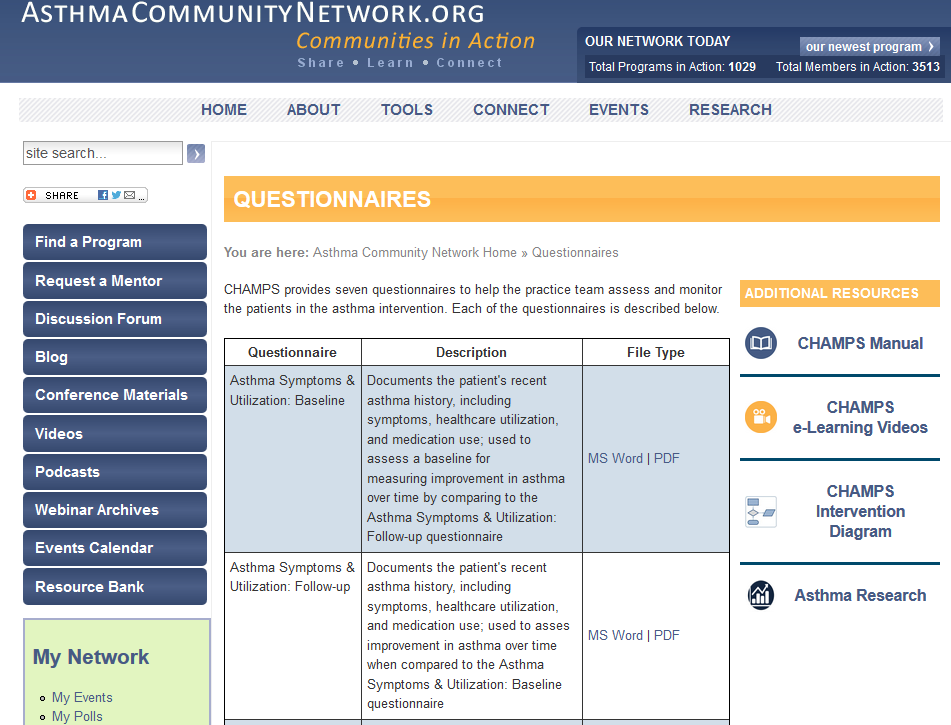 ASTHMACOMMUNITYNETWORK.ORG
Communities in Action
Share • Learn • Connect
OUR NETWORK TODAY
our newest program ❭
Total Programs in Action: 1029 Total Members in Action: 3513
HOME ABOUT TOOLS CONNECT EVENTS RESEARCH
site search...
SHARE ...
Find a Program
Request a Mentor
Discussion Forum
Blog
Conference Materials
Videos
Podcasts
Webinar Archives
Events Calendar
Resource Bank
My Network
My Events
My Polls
QUESTIONNAIRES
You are here: Asthma Community Network Home » Questionnaires
CHAMPS provides seven questionnaires to help the practice team assess and monitor
the patients in the asthma intervention. Each of the questionnaires is described below.
Questionnaire Description File Type
Asthma Symptoms &
Utilization: Baseline
Documents the patient's recent
asthma history, including
symptoms, healthcare utilization,
and medication use; used to
assess a baseline for
measuring improvement in asthma
over time by comparing to the
Asthma Symptoms & Utilization:
Follow-up questionnaire
MS Word | PDF
Asthma Symptoms &
Utilization: Follow-up
Documents the patient's recent
asthma history, including
symptoms, healthcare utilization,
and medication use; used to asses
improvement in asthma over time
when compared to the Asthma
Symptoms & Utilization: Baseline
questionnaire
MS Word | PDF
ADDITIONAL RESOURCES
CHAMPS Manual
CHAMPS
e-Learning Videos
CHAMPS
Intervention
Diagram
Asthma Research